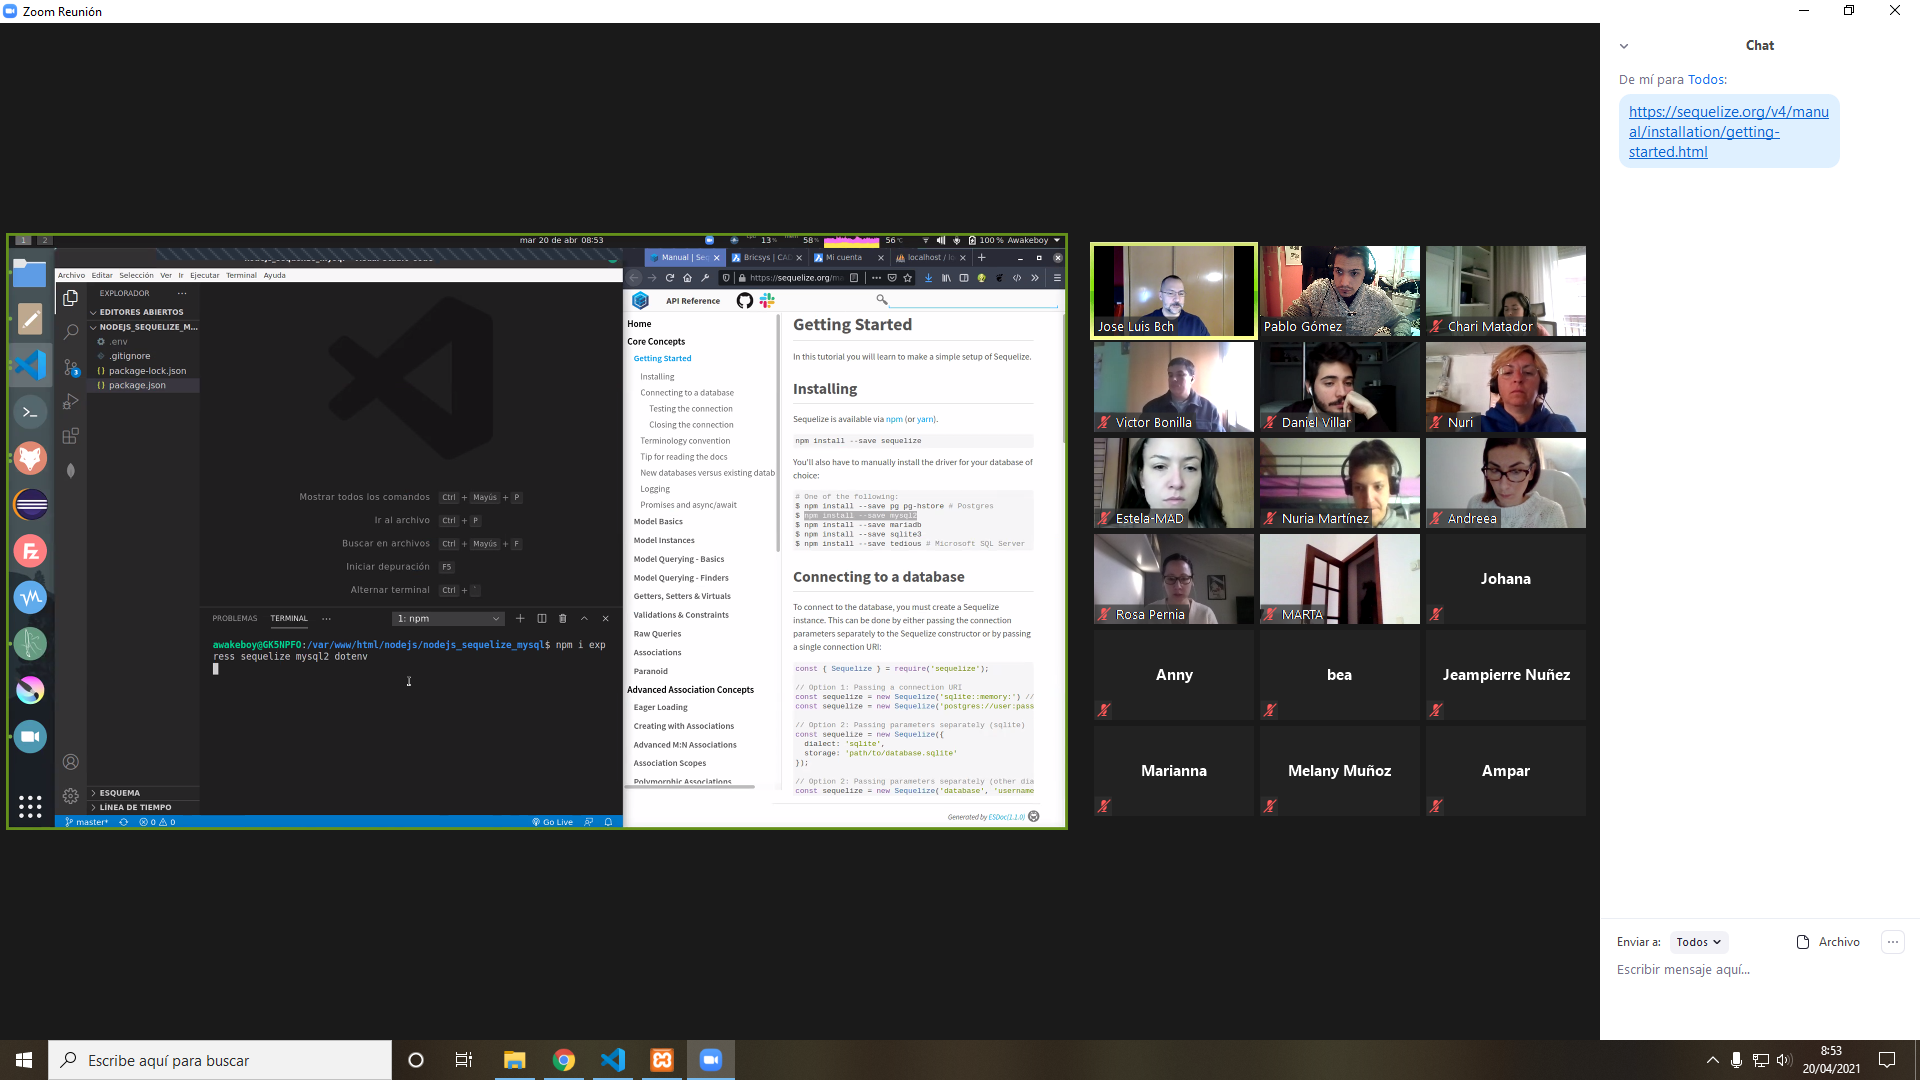 Zoom Reunión
1 2
mar 20 de abr 08:53
13%
58%
56°C
100 %
Awakeboy
Archivo Editar Selección Ver Ir Ejecutar Terminal Ayuda
EXPLORADOR
EDITORES ABIERTOS
NODEJS_SEQUELIZE_M...
.env
.gitignore
package-lock.json
package.json
3
Mostrar todos los comandos Ctrl + Mayús + P
Ir al archivo Ctrl + P
Buscar en archivos Ctrl + Mayús + F
Iniciar depuración F5
Alternar terminal Ctrl + `
PROBLEMAS TERMINAL ... 1: npm
awakeboy@GK5NPFO:/var/www/html/nodejs/nodejs_sequelize_mysql$ npm i exp
ress sequelize mysql2 dotenv
ESQUEMA
LÍNEA DE TIEMPO
master* 0 0 Go Live
Manual | Seq Bricsys | CAD Mi cuenta localhost / lo
https://sequelize.org/ma
API Reference
Home
Core Concepts
Getting Started
Installing
Connecting to a database
Testing the connection
Closing the connection
Terminology convention
Tip for reading the docs
New databases versus existing datab
Logging
Promises and async/await
Model Basics
Model Instances
Model Querying - Basics
Model Querying - Finders
Getters, Setters & Virtuals
Validations & Constraints
Raw Queries
Associations
Paranoid
Advanced Association Concepts
Eager Loading
Creating with Associations
Advanced M:N Associations
Association Scopes
Polymorphic Associations
Getting Started
In this tutorial you will learn to make a simple setup of Sequelize.
Installing
Sequelize is available via npm (or yarn).
npm install --save sequelize
You'll also have to manually install the driver for your database of
choice:
# One of the following:
$ npm install --save pg pg-hstore # Postgres
$ npm install --save mysql2
$ npm install --save mariadb
$ npm install --save sqlite3
$ npm install --save tedious # Microsoft SQL Server
Connecting to a database
To connect to the database, you must create a Sequelize
instance. This can be done by either passing the connection
parameters separately to the Sequelize constructor or by passing
a single connection URI:
const { Sequelize } = require('sequelize');
// Option 1: Passing a connection URI
const sequelize = new Sequelize('sqlite::memory:') //
const sequelize = new Sequelize('postgres://user:pass
// Option 2: Passing parameters separately (sqlite)
const sequelize = new Sequelize({
dialect: 'sqlite',
storage: 'path/to/database.sqlite'
});
// Option 2: Passing parameters separately (other dia
const sequelize = new Sequelize('database', 'username
Generated by ESDoc(1.1.0)
Jose Luis Bch
Pablo Gómez
Chari Matador
Victor Bonilla
Daniel Villar
Nuri
Estela-MAD
Nuria Martínez
Andreea
Rosa Pernia
MARTA
Johana
Anny
bea
Jeampierre Nuñez
Marianna
Melany Muñoz
Ampar
Chat
De mí para Todos:
https://sequelize.org/v4/manu
al/installation/getting-
started.html
Enviar a: Todos Archivo ...
Escribir mensaje aquí...
Escribe aquí para buscar
8:53
20/04/2021